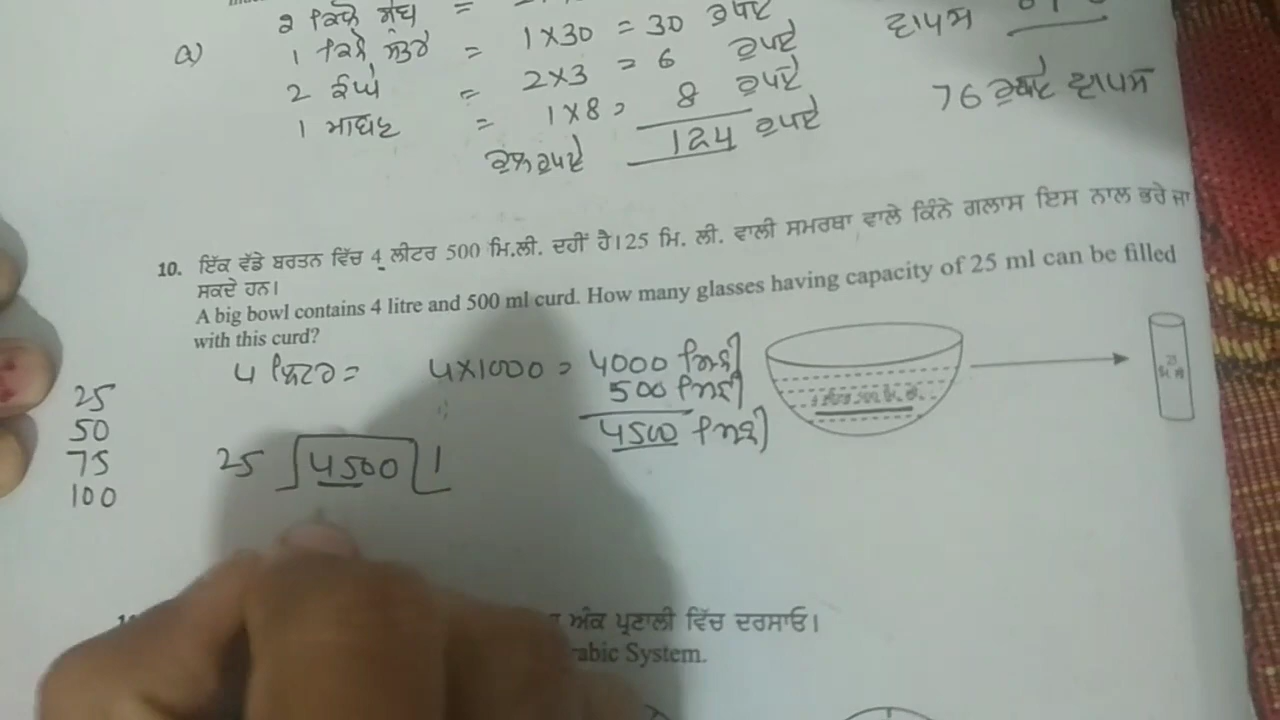 2 ਕਿਲੋ =
a) 1 ਕਿਲੋ = 1×30 = 30 ਰੁਪਏ ਵਾਪਸ
2 = 2×3 = 6 ਰੁਪਏ
1 ਮਾਚਿਸ = 1×8 = 8 ਰੁਪਏ 76 ਰੁਪਏ ਵਾਪਸ
ਕੁਲ ਰੁਪਏ 124 ਰੁਪਏ
10. ਇੱਕ ਵੱਡੇ ਬਰਤਨ ਵਿੱਚ 4 ਲੀਟਰ 500 ਮਿ.ਲੀ. ਦਹੀਂ ਹੈ। 25 ਮਿ. ਲੀ. ਵਾਲੀ ਸਮਰਥਾ ਵਾਲੇ ਕਿੰਨੇ ਗਲਾਸ ਇਸ ਨਾਲ ਭਰੇ ਜਾ
ਸਕਦੇ ਹਨ।
A big bowl contains 4 litre and 500 ml curd. How many glasses having capacity of 25 ml can be filled
with this curd?
4 ਲਿਟਰ = 4×1000 = 4000 ਮਿਲੀ
500 ਮਿਲੀ
4500 ਮਿਲੀ
25
50
75
100
25 4500 1
25
ਮਿ. ਲੀ.
ਅੰਕ ਪ੍ਰਣਾਲੀ ਵਿੱਚ ਦਰਸਾਓ।
abic System.